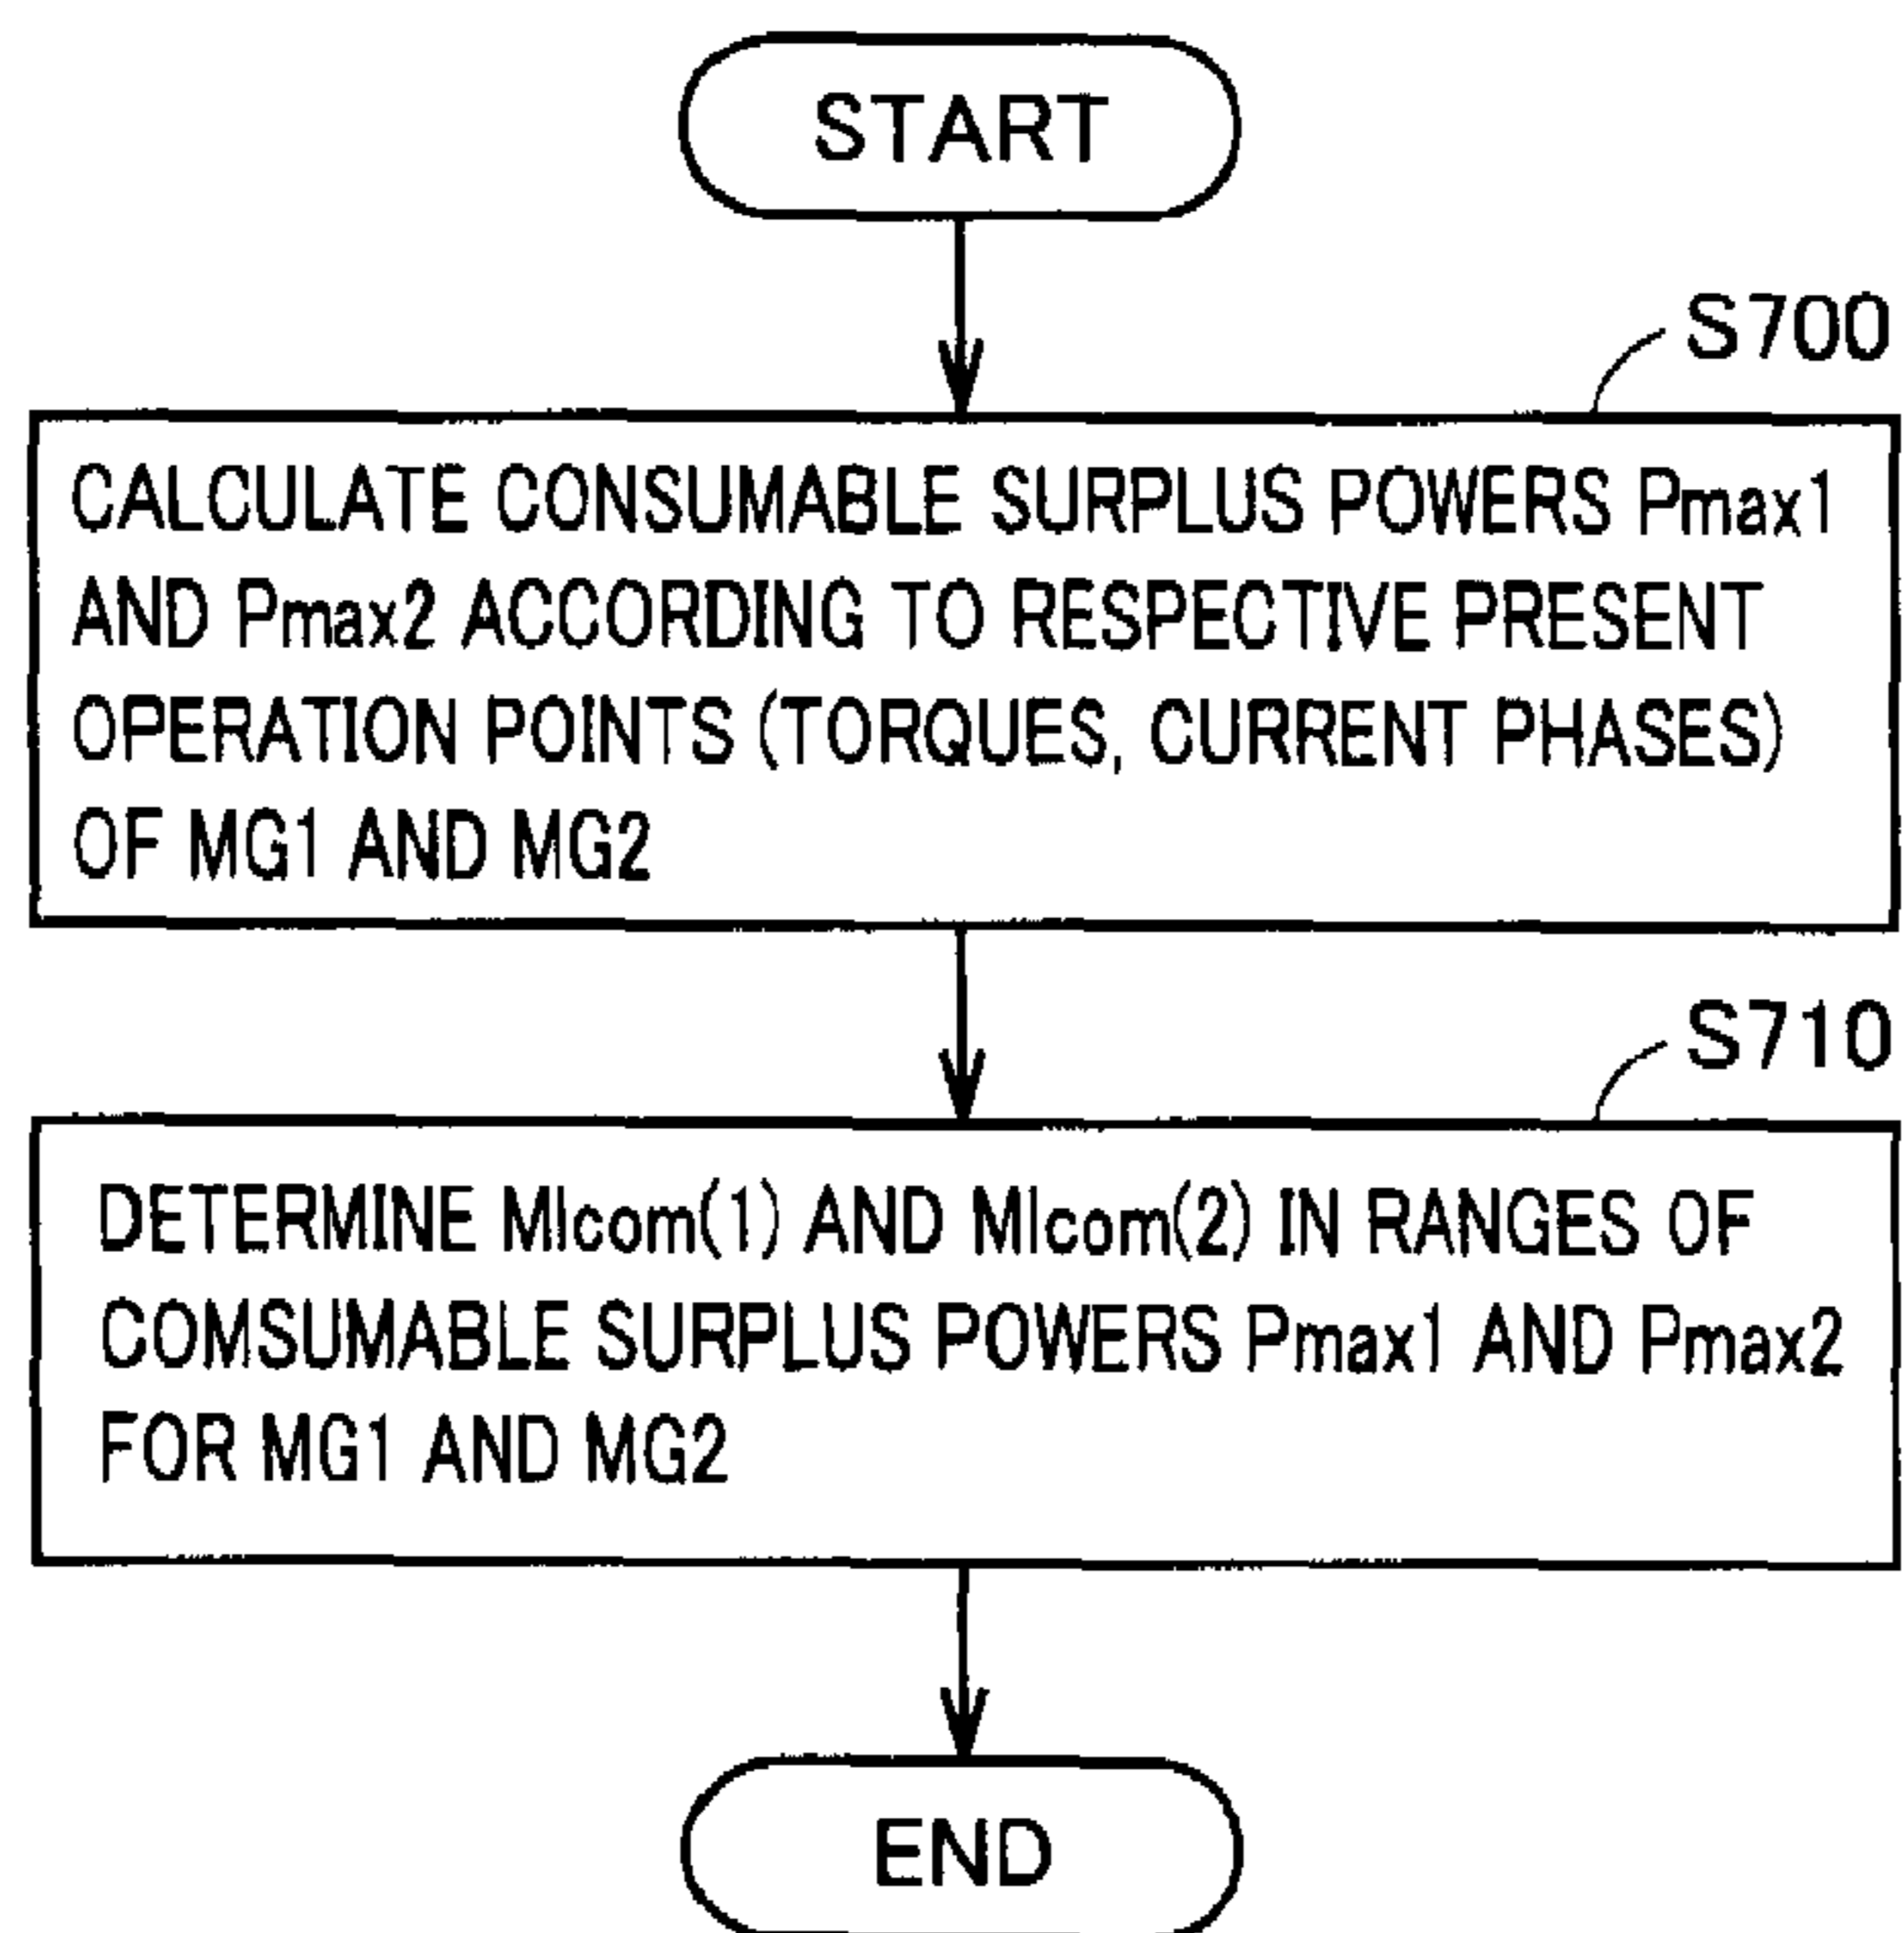 START
S700
CALCULATE CONSUMABLE SURPLUS POWERS Pmax1
AND Pmax2 ACCORDING TO RESPECTIVE PRESENT
OPERATION POINTS (TORQUES, CURRENT PHASES)
OF MG1 AND MG2
S710
DETERMINE MIcom(1) AND MIcom(2) IN RANGES OF
COMSUMABLE SURPLUS POWERS Pmax1 AND Pmax2
FOR MG1 AND MG2
END